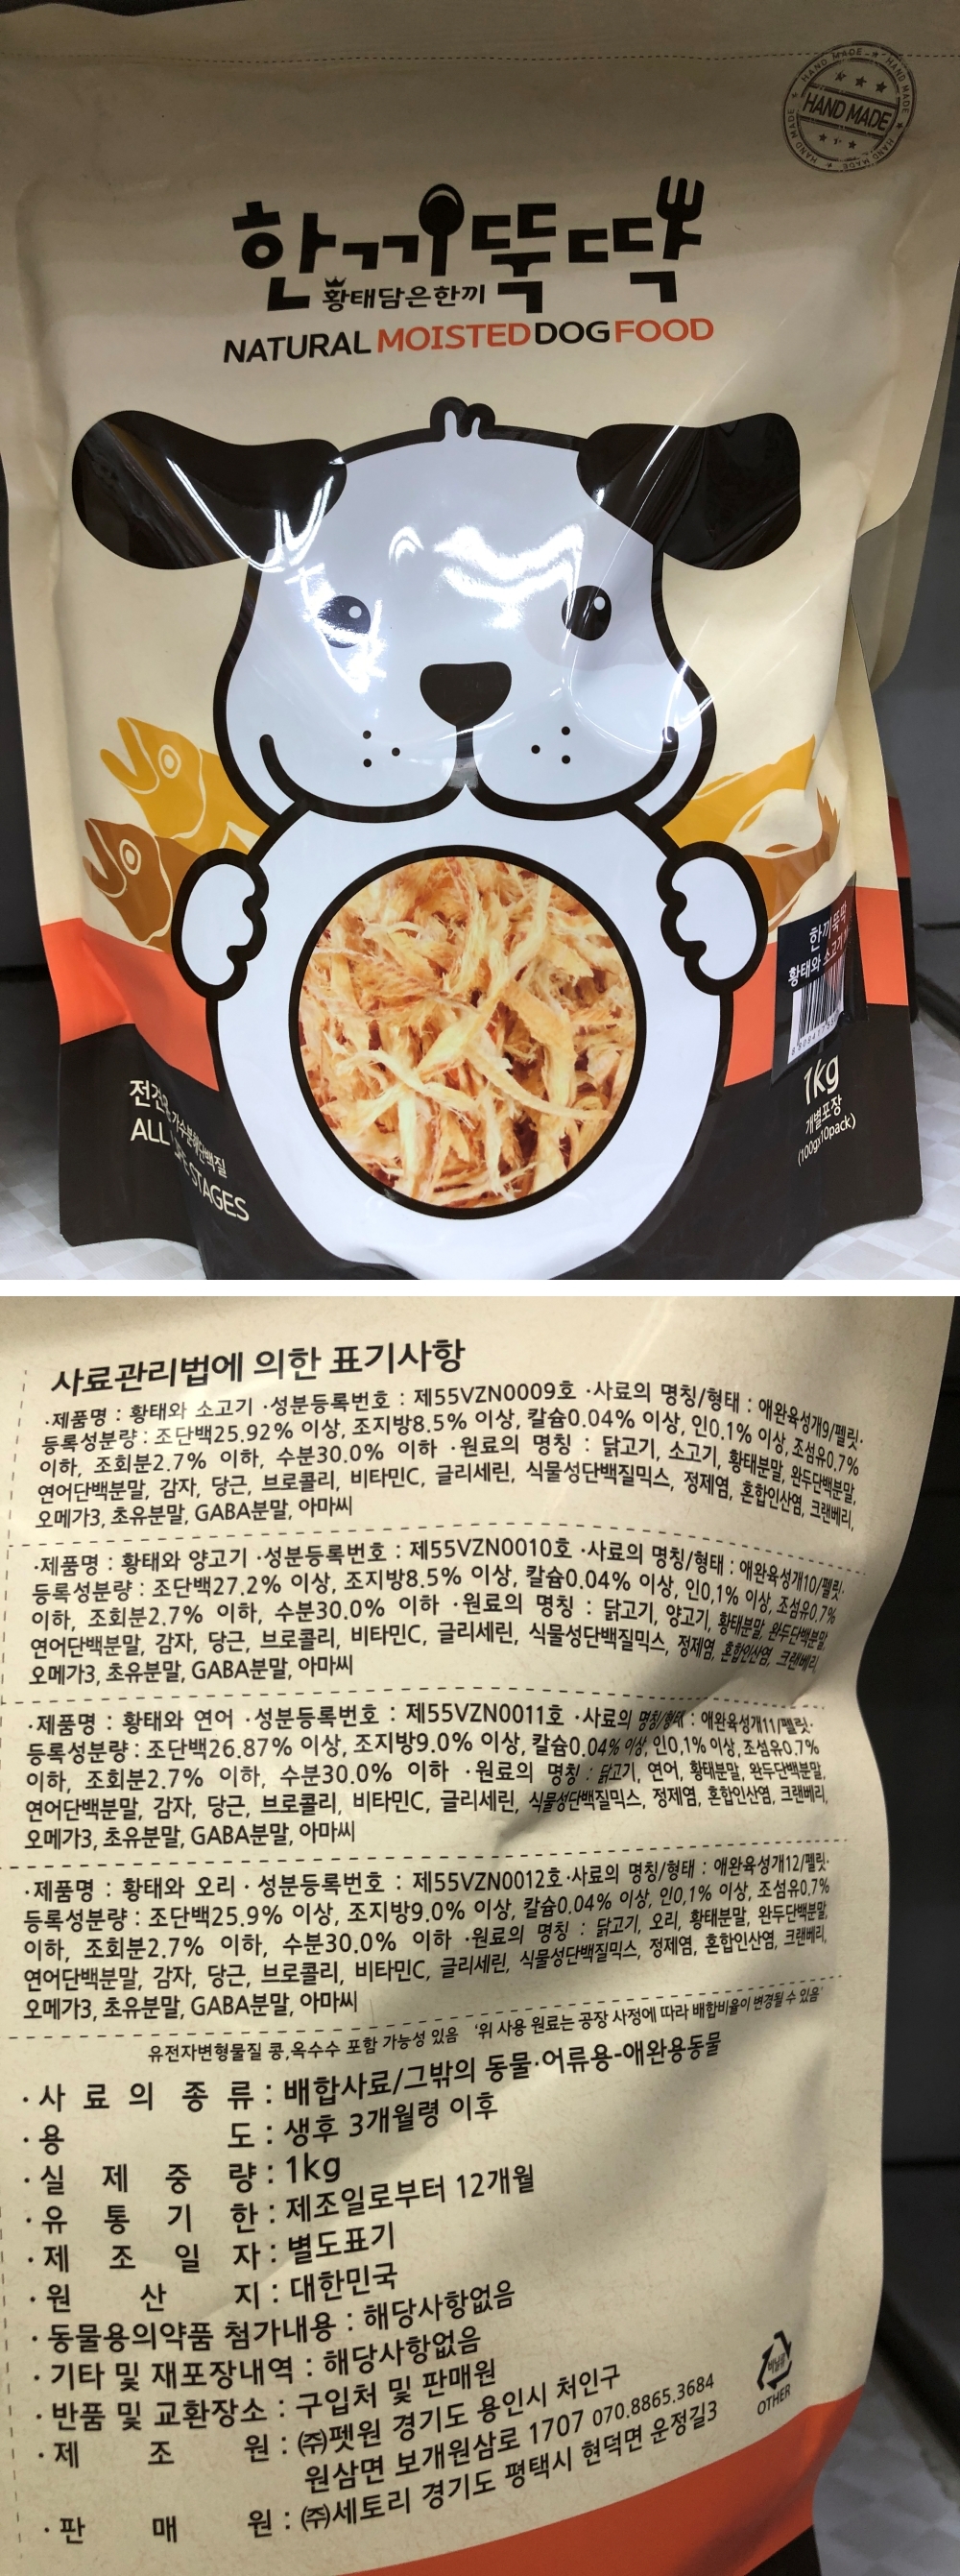 HAND MADE
한끼뚝딱
황태담은한끼
NATURAL MOISTED DOG FOOD
한끼뚝딱
황태와 소고기
전견용 가수분해단백질
ALL LIFE STAGES
1kg
개별포장
(100g*10pack)
사료관리법에 의한 표기사항
·제품명 : 황태와 소고기 ·성분등록번호 : 제55VZN0009호 ·사료의 명칭/형태 : 애완육성개9/펠릿·
등록성분량 : 조단백25.92% 이상, 조지방8.5% 이상, 칼슘0.04% 이상, 인0.1% 이상, 조섬유0.7%
이하, 조회분2.7% 이하, 수분30.0% 이하 ·원료의 명칭 : 닭고기, 소고기, 황태분말, 완두단백분말,
연어단백분말, 감자, 당근, 브로콜리, 비타민C, 글리세린, 식물성단백질믹스, 정제염, 혼합인산염, 크랜베리,
오메가3, 초유분말, GABA분말, 아마씨
·제품명 : 황태와 양고기 ·성분등록번호 : 제55VZN0010호 ·사료의 명칭/형태 : 애완육성개10/펠릿·
등록성분량 : 조단백27.2% 이상, 조지방8.5% 이상, 칼슘0.04% 이상, 인0,1% 이상, 조섬유0.7%
이하, 조회분2.7% 이하, 수분30.0% 이하 ·원료의 명칭 : 닭고기, 양고기, 황태분말, 완두단백분말,
연어단백분말, 감자, 당근, 브로콜리, 비타민C, 글리세린, 식물성단백질믹스, 정제염, 혼합인산염, 크랜베리,
오메가3, 초유분말, GABA분말, 아마씨
·제품명 : 황태와 연어 ·성분등록번호 : 제55VZN0011호 ·사료의 명칭/형태 : 애완육성개11/펠릿·
등록성분량 : 조단백26.87% 이상, 조지방9.0% 이상, 칼슘0.04% 이상, 인0,1% 이상, 조섬유0.7%
이하, 조회분2.7% 이하, 수분30.0% 이하 ·원료의 명칭 : 닭고기, 연어, 황태분말, 완두단백분말,
연어단백분말, 감자, 당근, 브로콜리, 비타민C, 글리세린, 식물성단백질믹스, 정제염, 혼합인산염, 크랜베리,
오메가3, 초유분말, GABA분말, 아마씨
·제품명 : 황태와 오리 · 성분등록번호 : 제55VZN0012호·사료의 명칭/형태 : 애완육성개12/펠릿·
등록성분량 : 조단백25.9% 이상, 조지방9.0% 이상, 칼슘0.04% 이상, 인0,1% 이상, 조섬유0.7%
이하, 조회분2.7% 이하, 수분30.0% 이하 ·원료의 명칭 : 닭고기, 오리, 황태분말, 완두단백분말,
연어단백분말, 감자, 당근, 브로콜리, 비타민C, 글리세린, 식물성단백질믹스, 정제염, 혼합인산염, 크랜베리,
오메가3, 초유분말, GABA분말, 아마씨
유전자변형물질 콩,옥수수 포함 가능성 있음 '위 사용 원료는 공장 사정에 따라 배합비율이 변경될 수 있음'
·사료의 종류 : 배합사료/그밖의 동물·어류용-애완용동물
·용도 : 생후 3개월령 이후
·실제중량 : 1kg
·유통기한 : 제조일로부터 12개월
·제조일자 : 별도표기
·원산지 : 대한민국
·동물용의약품 첨가내용 : 해당사항없음
·기타 및 재포장내역 : 해당사항없음
·반품 및 교환장소 : 구입처 및 판매원
·제조원 : ㈜펫원 경기도 용인시 처인구
원삼면 보개원삼로 1707 070.8865.3684
·판매원 : ㈜세토리 경기도 평택시 현덕면 운정길3
비닐류
OTHER